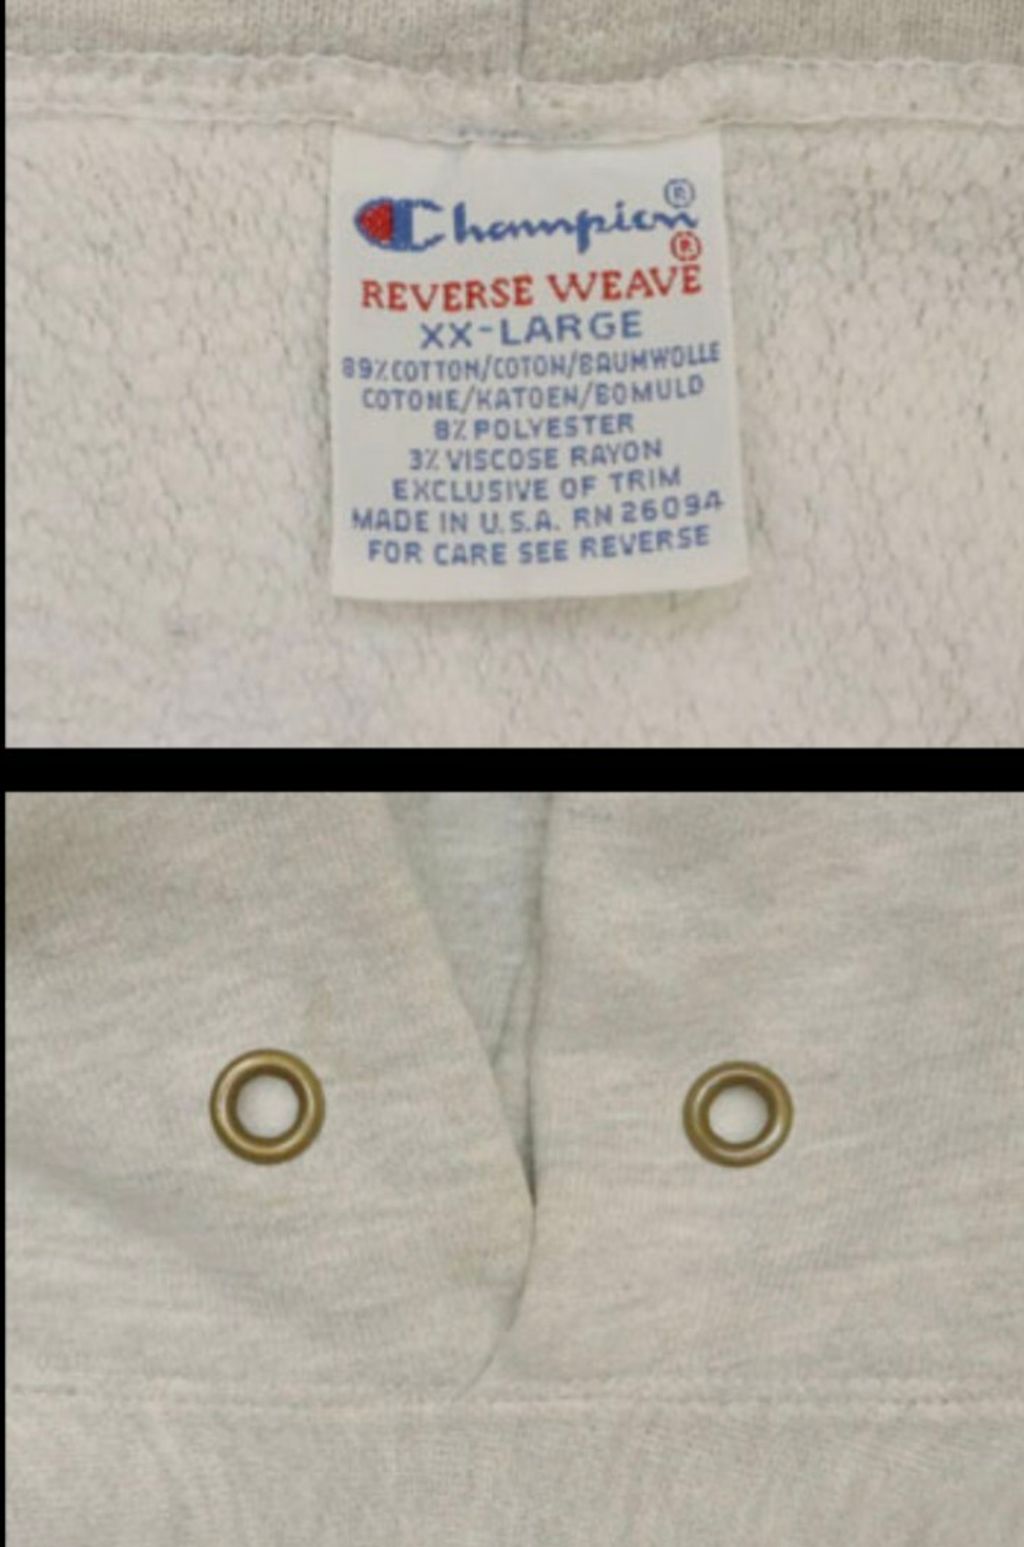 Champion®
®
REVERSE WEAVE
XX-LARGE
89% COTTON/COTON/BAUMWOLLE
COTONE/KATOEN/BOMULD
8% POLYESTER
3% VISCOSE RAYON
EXCLUSIVE OF TRIM
MADE IN U.S.A. RN 26094
FOR CARE SEE REVERSE